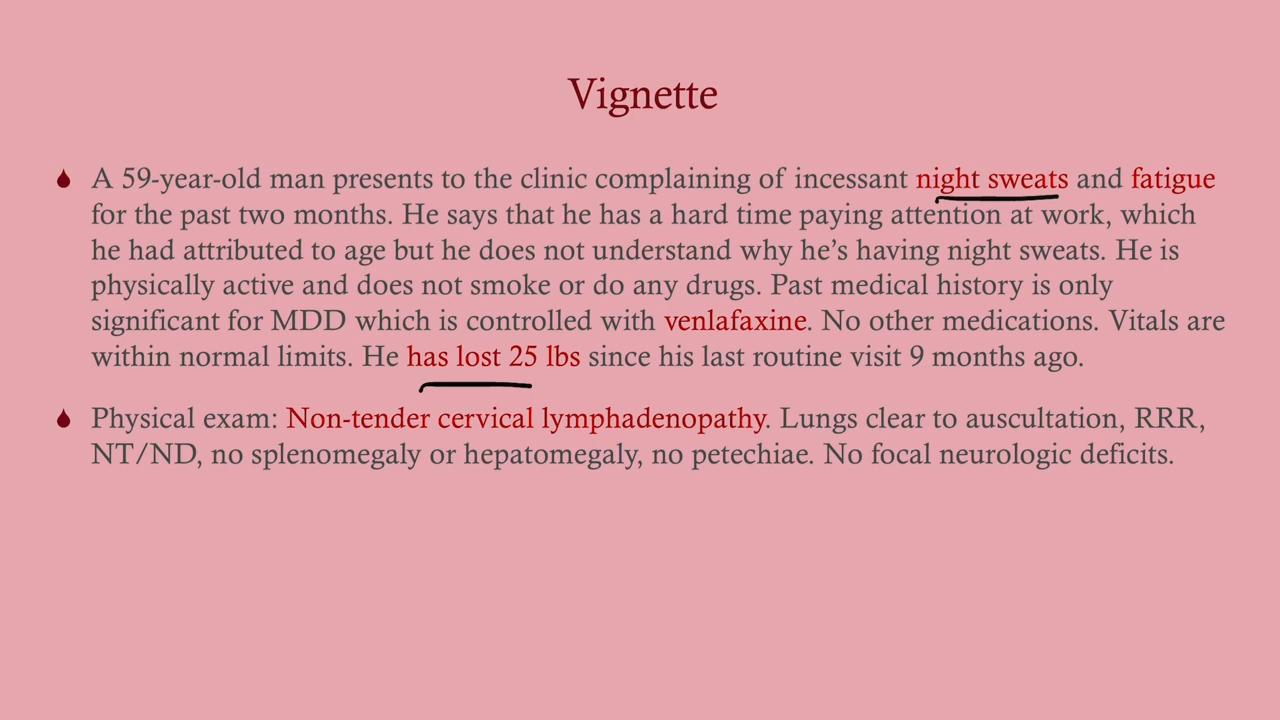 Vignette
A 59-year-old man presents to the clinic complaining of incessant night sweats and fatigue
for the past two months. He says that he has a hard time paying attention at work, which
he had attributed to age but he does not understand why he’s having night sweats. He is
physically active and does not smoke or do any drugs. Past medical history is only
significant for MDD which is controlled with venlafaxine. No other medications. Vitals are
within normal limits. He has lost 25 lbs since his last routine visit 9 months ago.
Physical exam: Non-tender cervical lymphadenopathy. Lungs clear to auscultation, RRR,
NT/ND, no splenomegaly or hepatomegaly, no petechiae. No focal neurologic deficits.